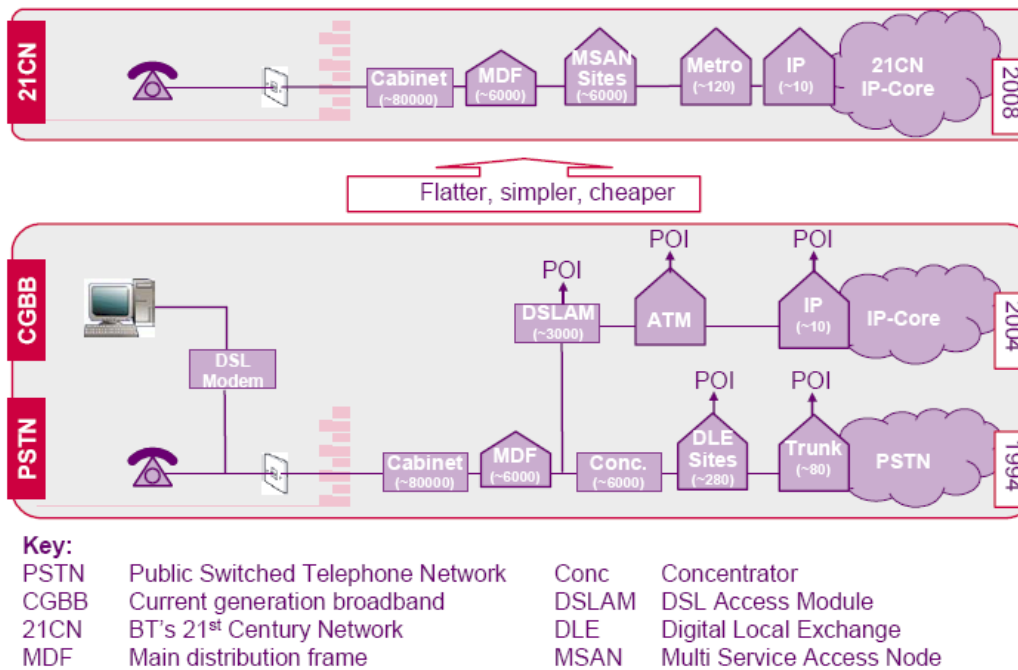 21CN
Cabinet
(~80000)
MDF
(~6000)
MSAN
Sites
(~6000)
Metro
(~120)
IP
(~10)
21CN
IP-Core
2008
Flatter, simpler, cheaper
CGBB
DSL
Modem
POI
DSLAM
(~3000)
POI
ATM
POI
IP
(~10)
IP-Core
2004
PSTN
Cabinet
(~80000)
MDF
(~6000)
Conc.
(~6000)
POI
DLE
Sites
(~280)
POI
Trunk
(~80)
PSTN
1994
Key:
PSTN Public Switched Telephone Network
CGBB Current generation broadband
21CN BT's 21st Century Network
MDF Main distribution frame
Conc Concentrator
DSLAM DSL Access Module
DLE Digital Local Exchange
MSAN Multi Service Access Node